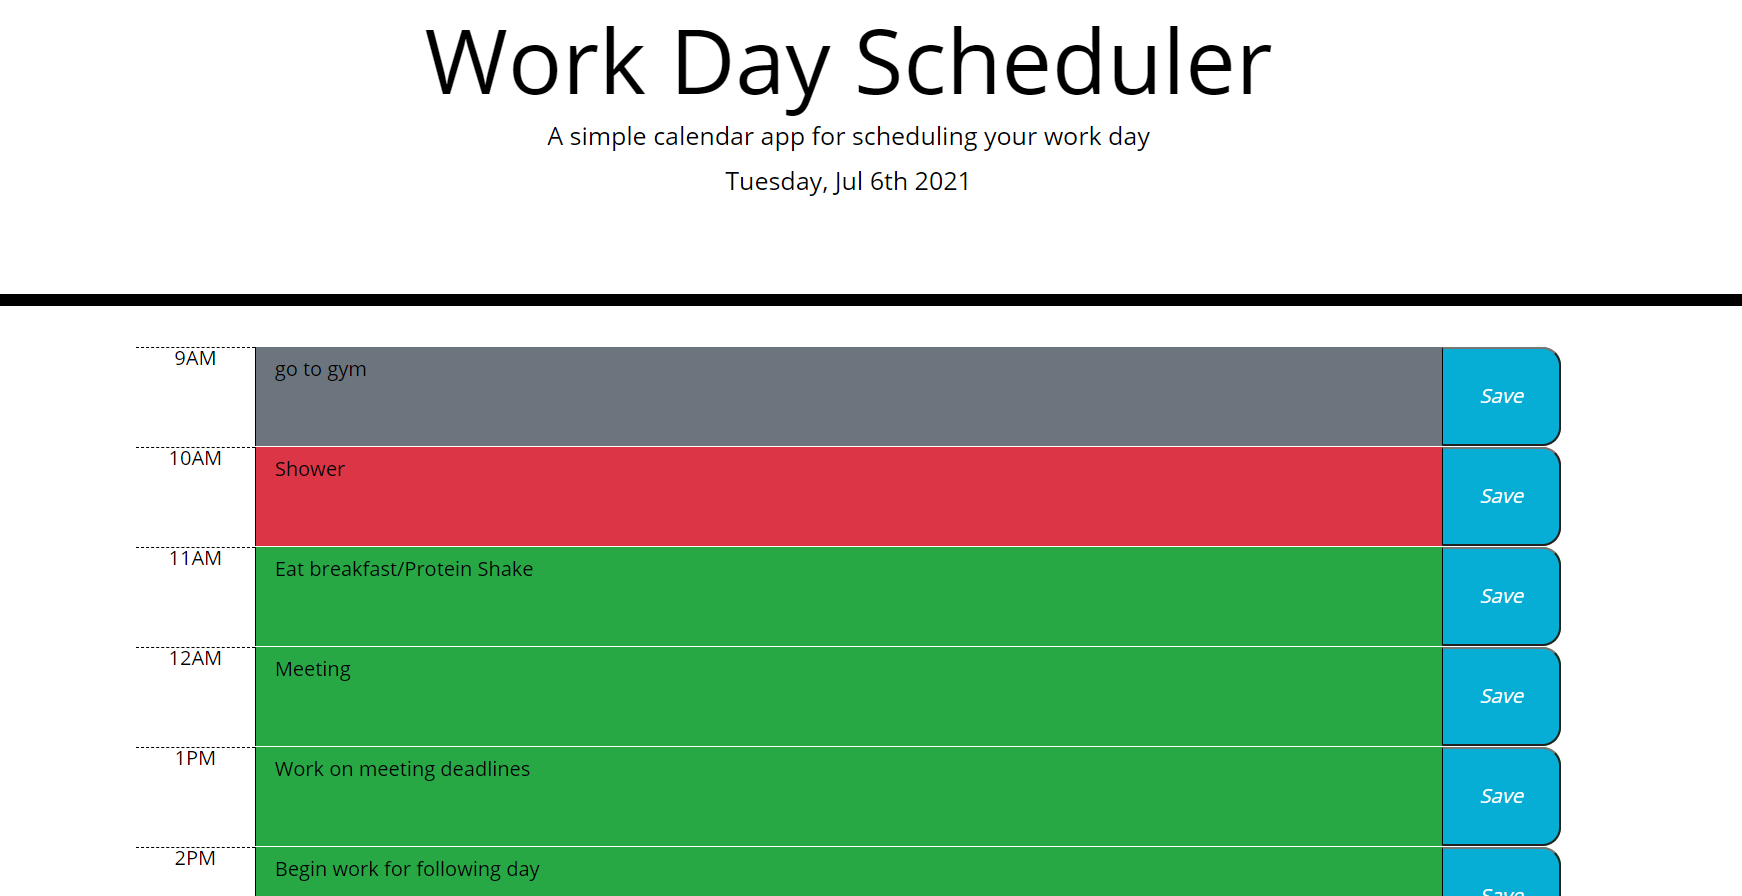 Work Day Scheduler
A simple calendar app for scheduling your work day
Tuesday, Jul 6th 2021
9AM go to gym Save
10AM Shower Save
11AM Eat breakfast/Protein Shake Save
12AM Meeting Save
1PM Work on meeting deadlines Save
2PM Begin work for following day Save